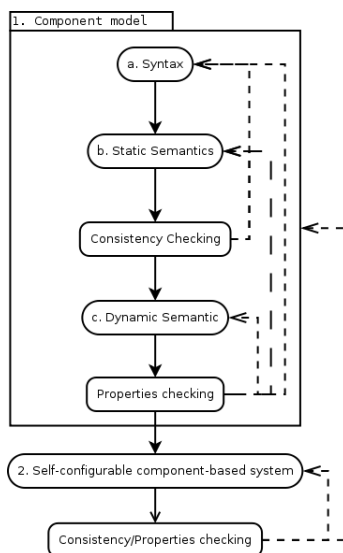 1. Component model
a. Syntax
b. Static Semantics
Consistency Checking
c. Dynamic Semantic
Properties checking
2. Self-configurable component-based system
Consistency/Properties checking